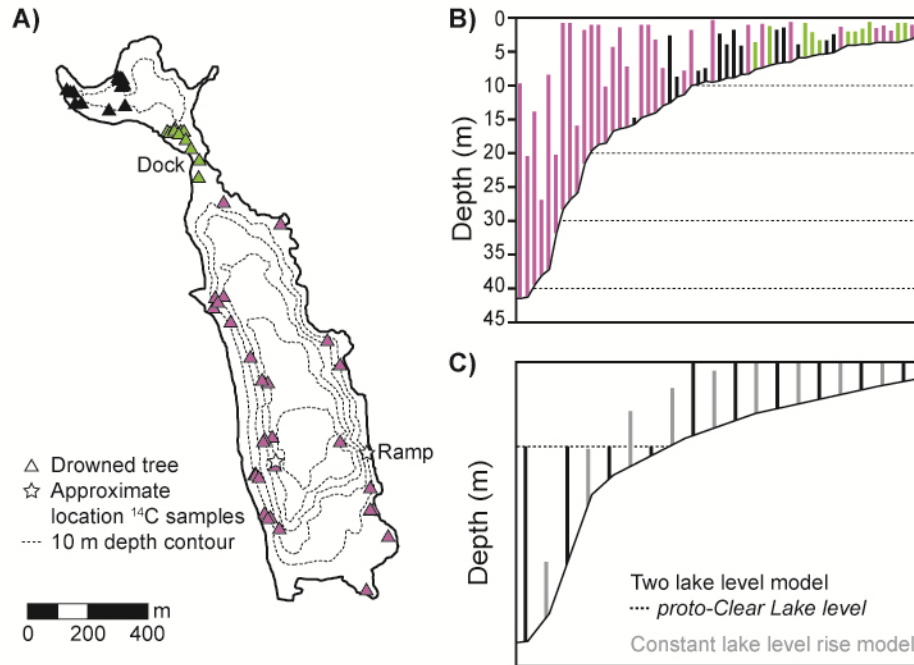 A)
Dock
Ramp
Drowned tree
Approximate
location ¹⁴C samples
10 m depth contour
m
0 200 400
B)
Depth (m)
0
5
10
15
20
25
30
35
40
45
C)
Depth (m)
Two lake level model
proto-Clear Lake level
Constant lake level rise model